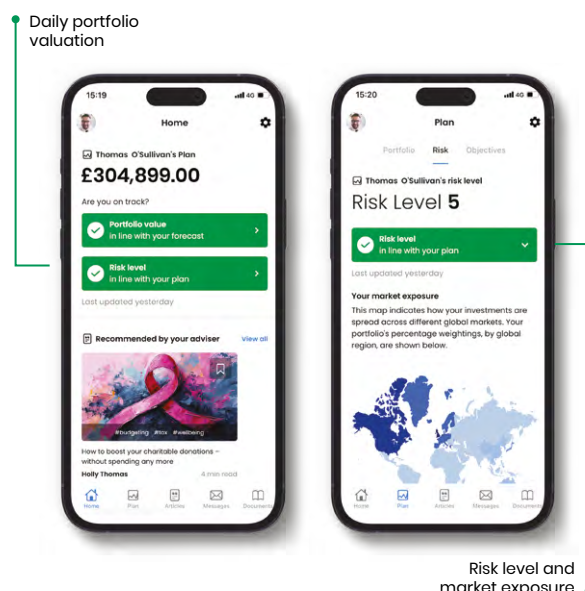 Daily portfolio
valuation
15:19
4G
Home
Thomas O'Sullivan's Plan
£304,899.00
Are you on track?
Portfolio value
in line with your forecast
Risk level
in line with your plan
Last updated yesterday
Recommended by your adviser
View all
#budgeting #tax #wellbeing
How to boost your charitable donations –
without spending any more
Holly Thomas
4 min read
Home
Plan
Articles
Messages
Documents
15:20
4G
Plan
Portfolio
Risk
Objectives
Thomas O'Sullivan's risk level
Risk Level 5
Risk level
in line with your plan
Last updated yesterday
Your market exposure
This map indicates how your investments are
spread across different global markets. Your
portfolio's percentage weightings, by global
region, are shown below.
Home
Plan
Articles
Messages
Documents
Risk level and
market exposure